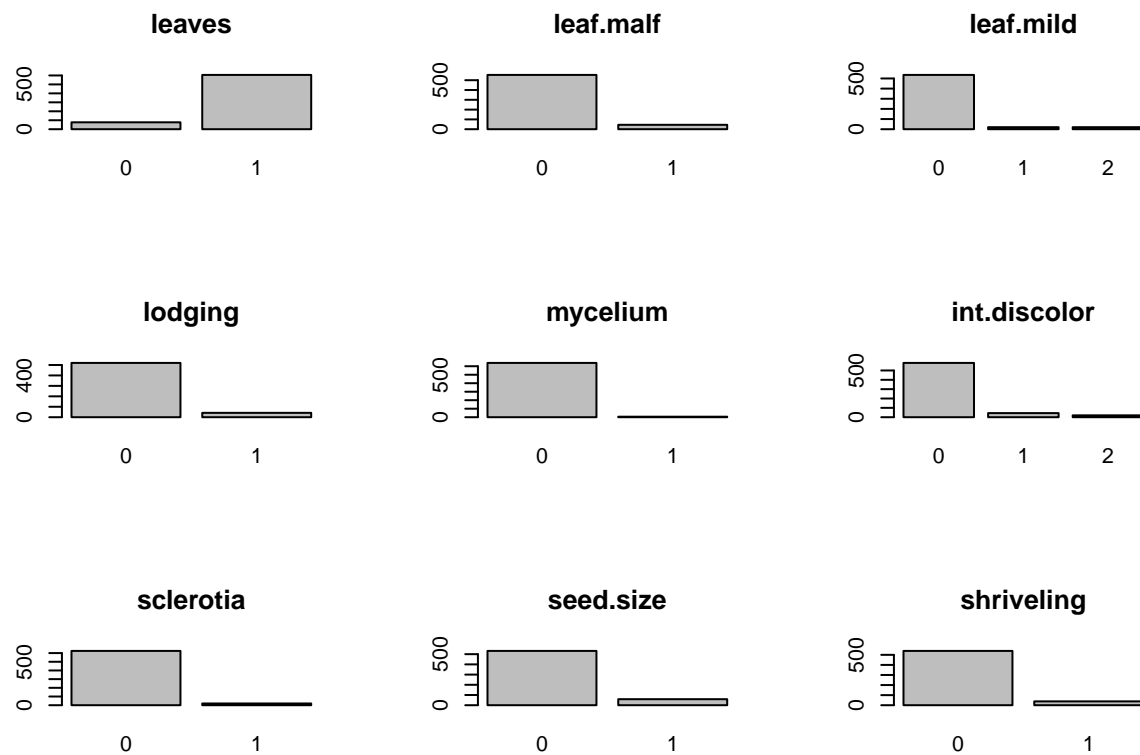 leaves leaf.malf leaf.mild
500 500 500
0 0 0
0 1 0 1 0 1 2
lodging mycelium int.discolor
400 500 500
0 0 0
0 1 0 1 0 1 2
sclerotia seed.size shriveling
500 500 500
0 0 0
0 1 0 1 0 1